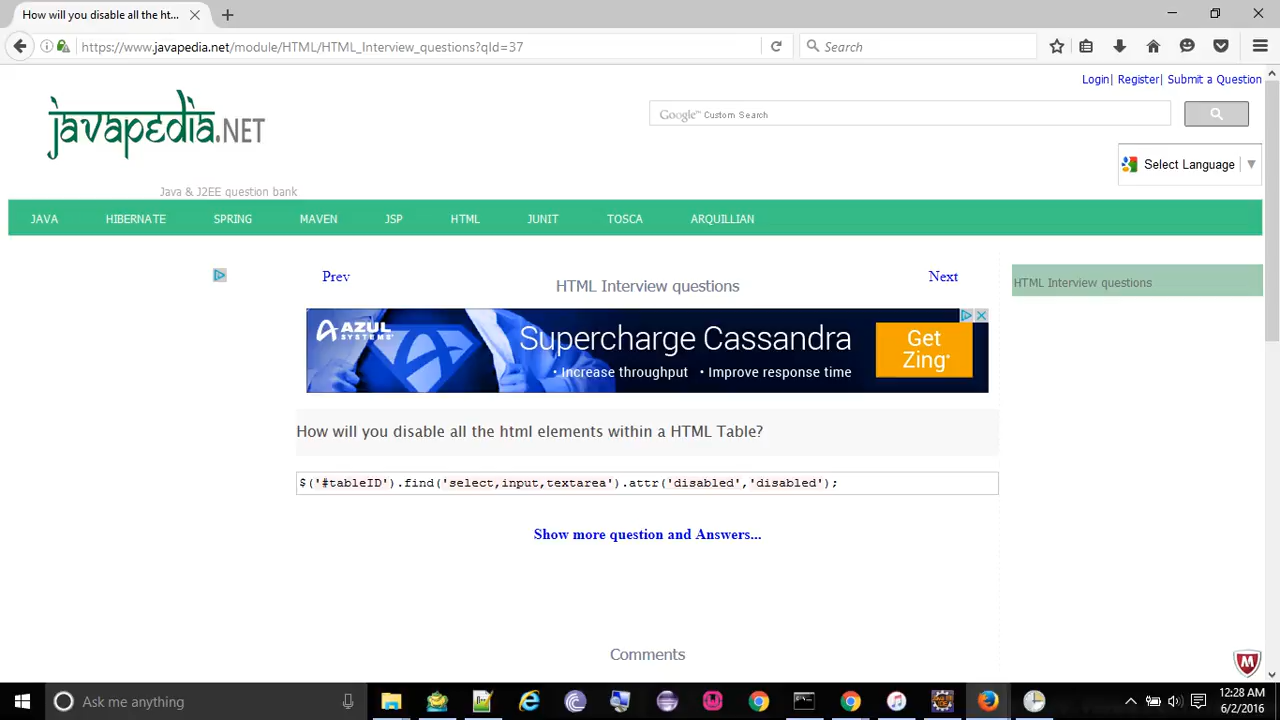 How will you disable all the ht...
https://www.javapedia.net/module/HTML/HTML_Interview_questions?qId=37
Search
Login| Register| Submit a Question
javapedia.NET
Google™ Custom Search
Select Language
Java & J2EE question bank
JAVA HIBERNATE SPRING MAVEN JSP HTML JUNIT TOSCA ARQUILLIAN
Prev
HTML Interview questions
Next
HTML Interview questions
AZUL
SYSTEMS
Supercharge Cassandra
• Increase throughput • Improve response time
Get
Zing
How will you disable all the html elements within a HTML Table?
$('#tableID').find('select,input,textarea').attr('disabled','disabled');
Show more question and Answers...
Comments
Ask me anything
12:28 AM
6/2/2016